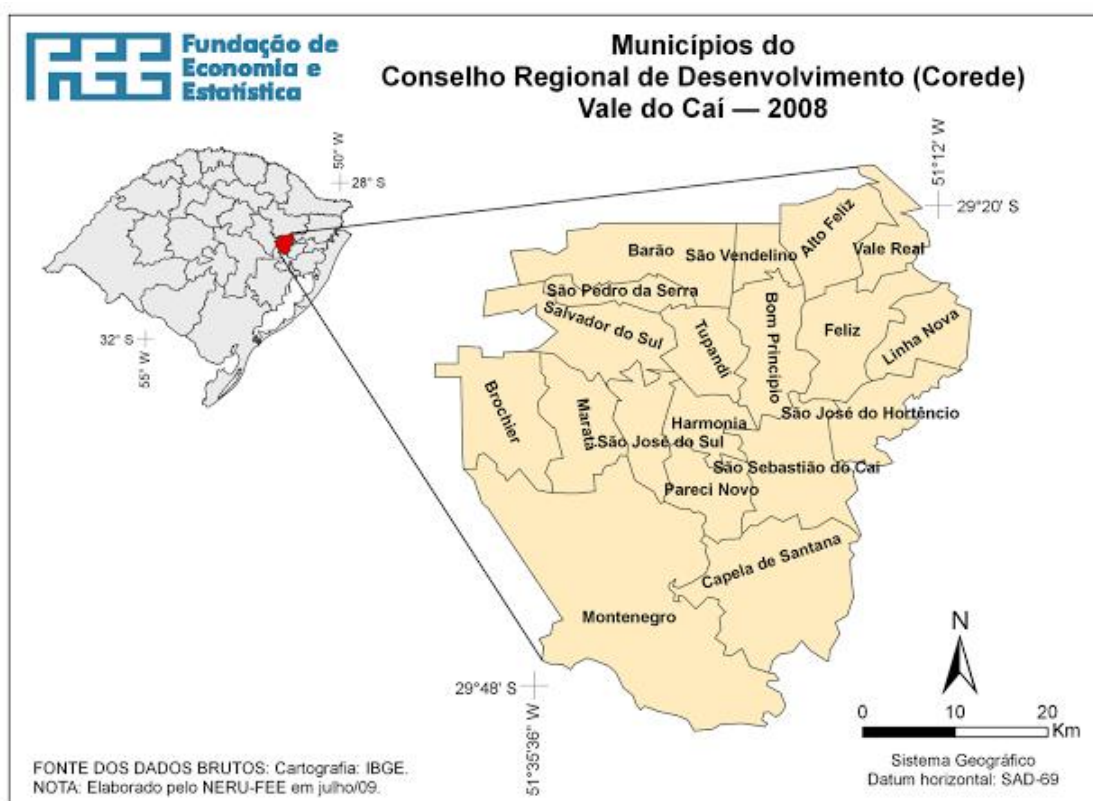 FEE Fundação de
Economia e
Estatística
Municípios do
Conselho Regional de Desenvolvimento (Corede)
Vale do Caí — 2008
50° W
28° S
32° S
55° W
51°12' W
29°20' S
Alto Feliz
Vale Real
Barão
São Vendelino
São Pedro da Serra
Salvador do Sul
Tupandi
Bom Princípio
Feliz
Linha Nova
Brochier
Maratá
Harmonia
São José do Hortêncio
São José do Sul
São Sebastião do Caí
Pareci Novo
Capela de Santana
Montenegro
29°48' S
51°35'36" W
N
0 10 20
Km
Sistema Geográfico
Datum horizontal: SAD-69
FONTE DOS DADOS BRUTOS: Cartografia: IBGE.
NOTA: Elaborado pelo NERU-FEE em julho/09.